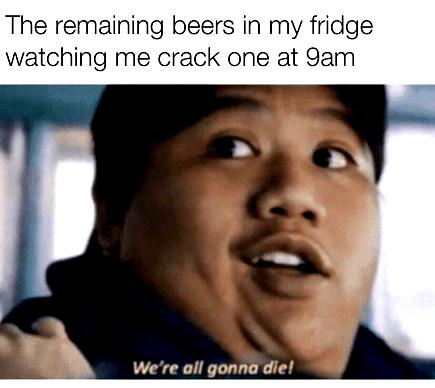 The remaining beers in my fridge
watching me crack one at 9am
We're all gonna die!